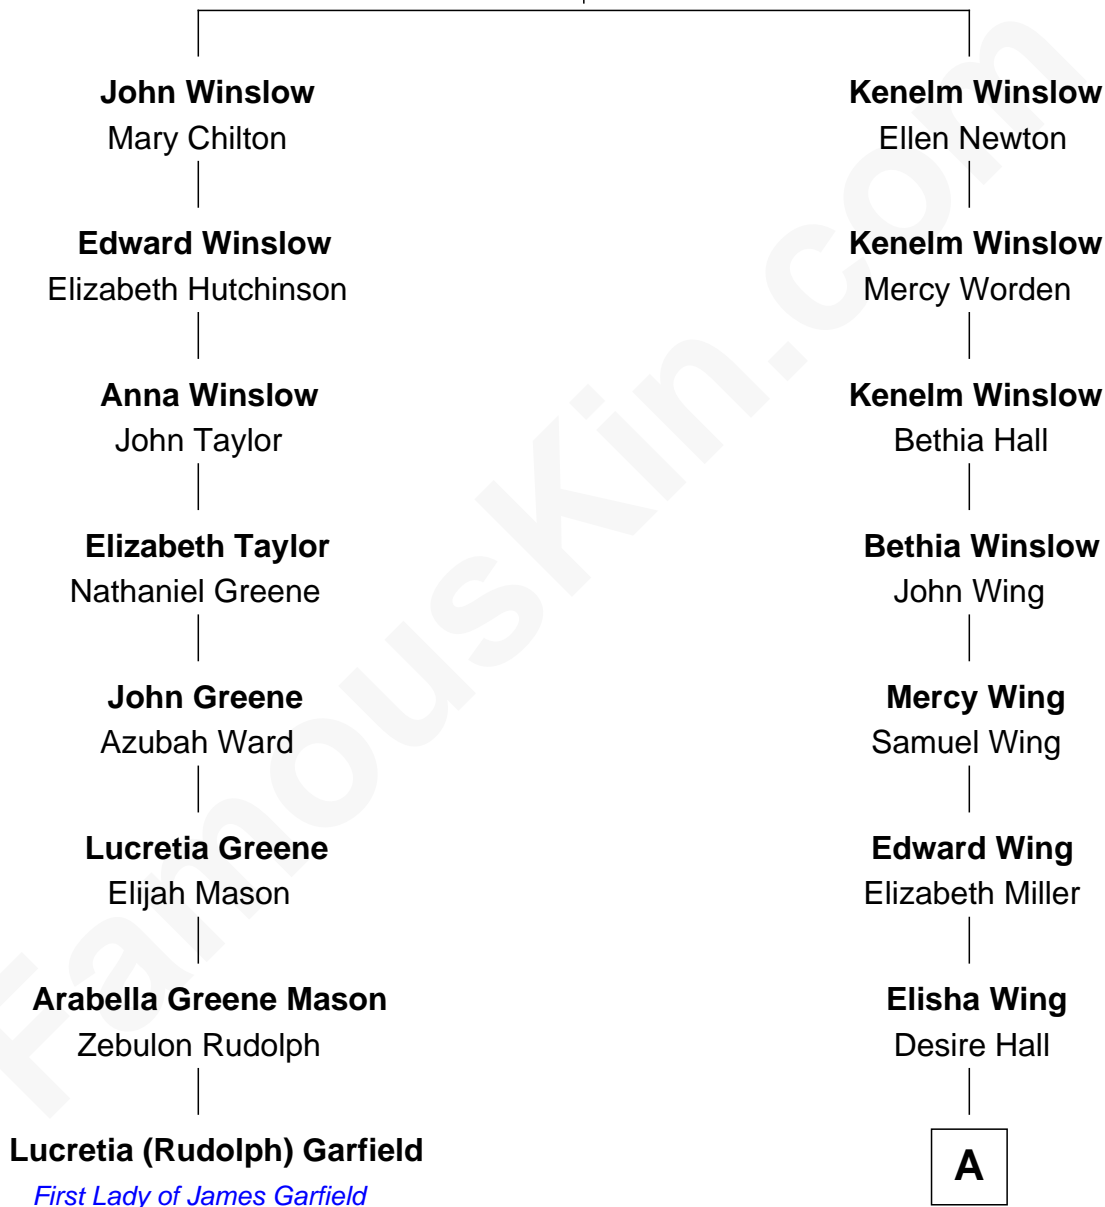 John Winslow
Mary Chilton
Edward Winslow
Elizabeth Hutchinson
Anna Winslow
John Taylor
Elizabeth Taylor
Nathaniel Greene
John Greene
Azubah Ward
Lucretia Greene
Elijah Mason
Arabella Greene Mason
Zebulon Rudolph
Lucretia (Rudolph) Garfield
First Lady of James Garfield
Kenelm Winslow
Ellen Newton
Kenelm Winslow
Mercy Worden
Kenelm Winslow
Bethia Hall
Bethia Winslow
John Wing
Mercy Wing
Samuel Wing
Edward Wing
Elizabeth Miller
Elisha Wing
Desire Hall
A
FamousKin.com